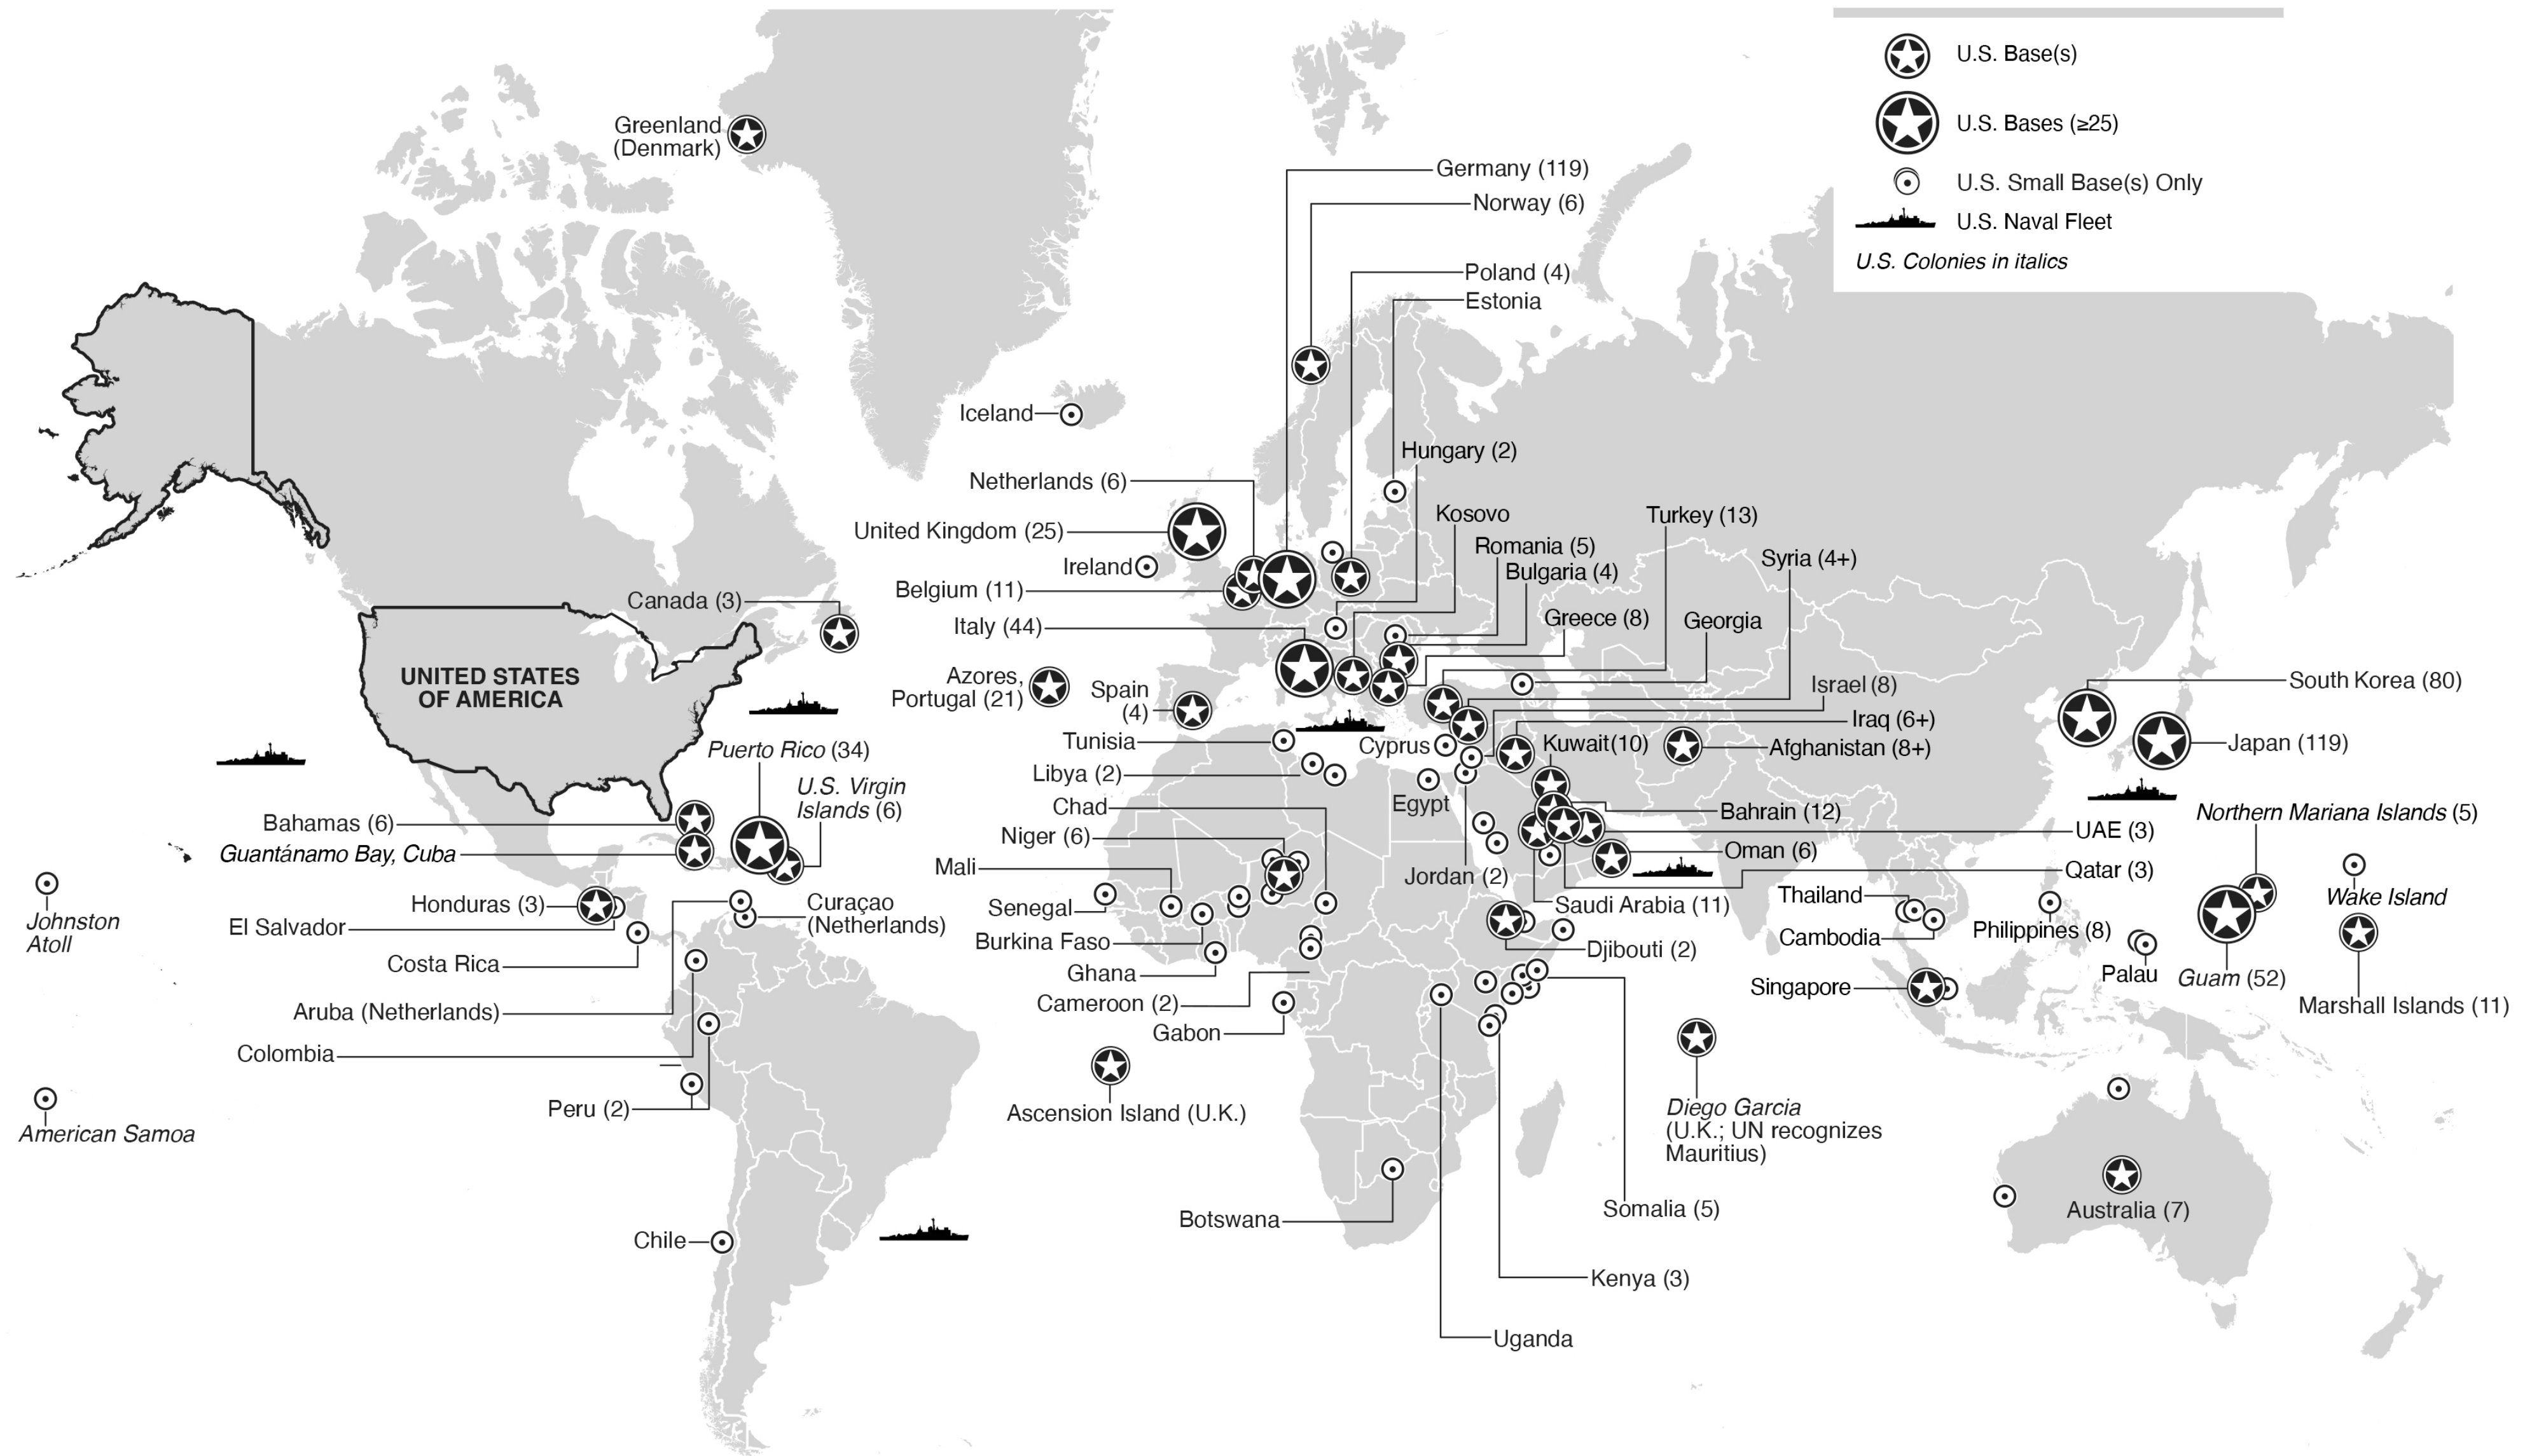 U.S. Base(s)
U.S. Bases (≥25)
U.S. Small Base(s) Only
U.S. Naval Fleet
U.S. Colonies in italics
Greenland
(Denmark)
Germany (119)
Norway (6)
Poland (4)
Estonia
Iceland
Hungary (2)
Netherlands (6)
United Kingdom (25)
Ireland
Belgium (11)
Italy (44)
Kosovo
Romania (5)
Bulgaria (4)
Turkey (13)
Syria (4+)
Greece (8)
Georgia
Canada (3)
UNITED STATES
OF AMERICA
Azores,
Portugal (21)
Spain
(4)
Israel (8)
Iraq (6+)
South Korea (80)
Japan (119)
Tunisia
Cyprus
Kuwait(10)
Afghanistan (8+)
Puerto Rico (34)
U.S. Virgin
Islands (6)
Libya (2)
Egypt
Chad
Bahrain (12)
Northern Mariana Islands (5)
Bahamas (6)
Niger (6)
UAE (3)
Guantánamo Bay, Cuba
Mali
Jordan (2)
Oman (6)
Qatar (3)
Johnston
Atoll
Honduras (3)
El Salvador
Curaçao
(Netherlands)
Senegal
Saudi Arabia (11)
Thailand
Wake Island
Costa Rica
Burkina Faso
Djibouti (2)
Cambodia
Philippines (8)
Ghana
Palau
Guam (52)
Singapore
Marshall Islands (11)
Aruba (Netherlands)
Cameroon (2)
Gabon
Colombia
Peru (2)
Ascension Island (U.K.)
Diego Garcia
(U.K.; UN recognizes
Mauritius)
American Samoa
Botswana
Somalia (5)
Australia (7)
Chile
Kenya (3)
Uganda